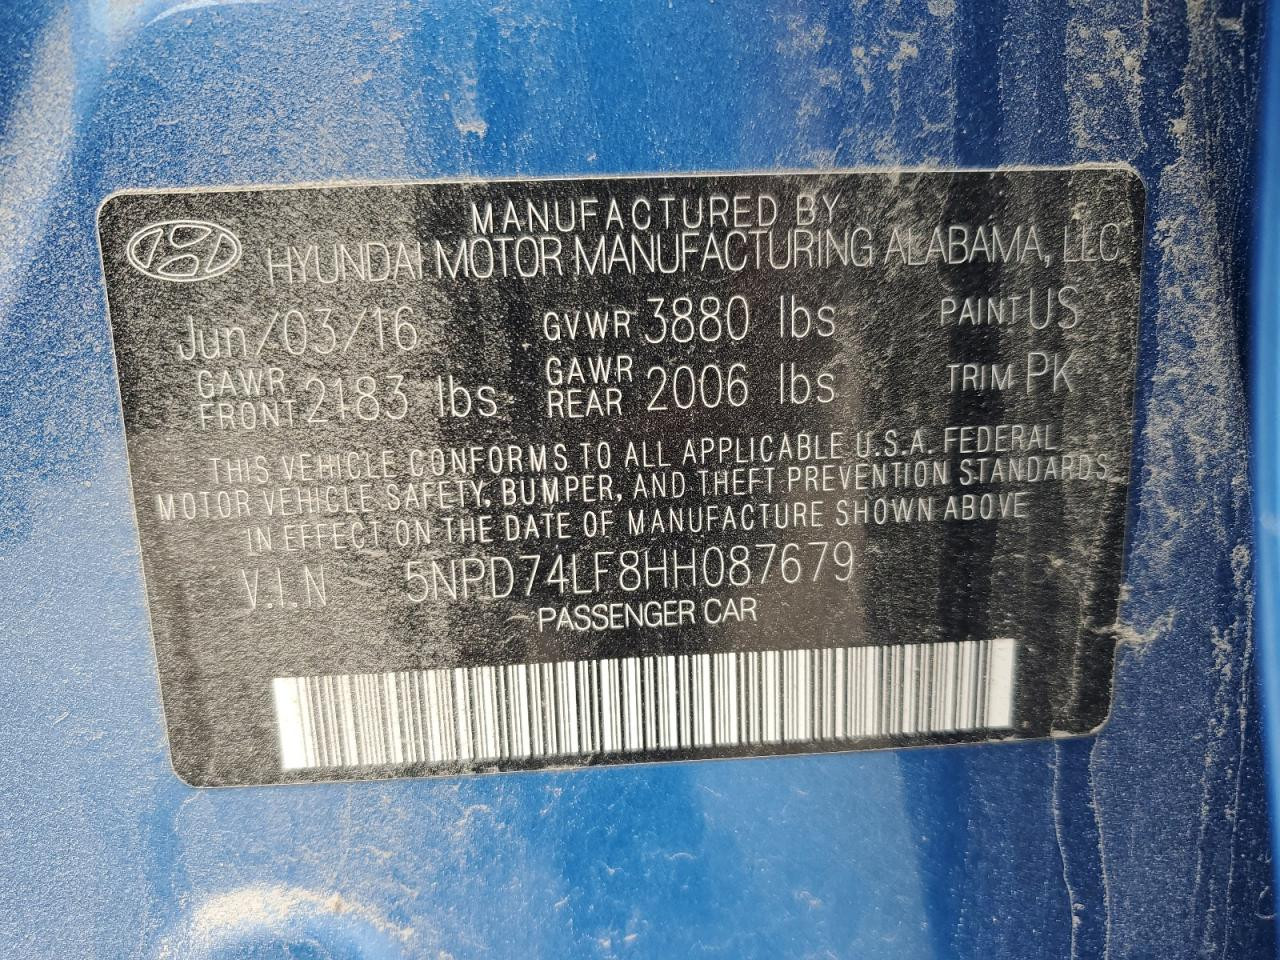 MANUFACTURED BY
HYUNDAI MOTOR MANUFACTURING ALABAMA, LLC
Jun/03/16 GVWR 3880 lbs PAINT US
GAWR FRONT 2183 lbs GAWR REAR 2006 lbs TRIM PK
THIS VEHICLE CONFORMS TO ALL APPLICABLE U.S.A. FEDERAL
MOTOR VEHICLE SAFETY, BUMPER, AND THEFT PREVENTION STANDARDS
IN EFFECT ON THE DATE OF MANUFACTURE SHOWN ABOVE
V.I.N 5NPD74LF8HH087679
PASSENGER CAR